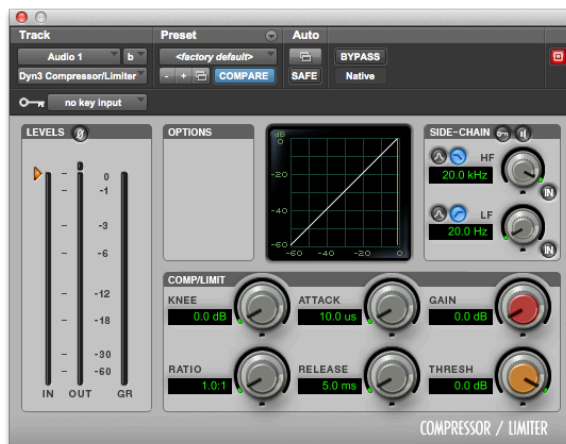 Track Preset Auto
Audio 1 b <factory default> BYPASS
Dyn3 Compressor/Limiter - + COMPARE SAFE Native
no key input
LEVELS OPTIONS SIDE-CHAIN
dB
0
-20
-40
-60
-60 -40 -20 0
HF
20.0 kHz
IN
LF
20.0 Hz
IN
0
-1
-3
-6
-12
-18
-30
-60
IN OUT GR
COMP/LIMIT
KNEE ATTACK GAIN
0.0 dB 10.0 us 0.0 dB
RATIO RELEASE THRESH
1.0:1 5.0 ms 0.0 dB
COMPRESSOR / LIMITER